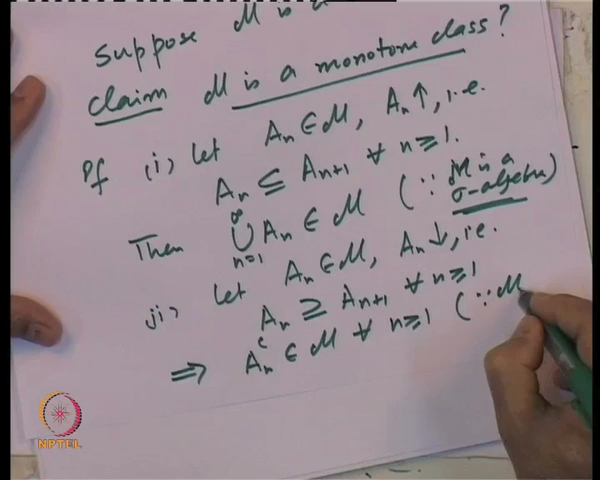 Suppose ℳ is a
claim ℳ is a monotone class?
Pf (i) Let Aₙ ∈ ℳ, Aₙ↑, i.e.
Aₙ ⊆ Aₙ₊₁ ∀ n≥1.
Then ∞⋃n=1 Aₙ ∈ ℳ (∵ ℳ is a σ-algebra)
ii) Let Aₙ ∈ ℳ, Aₙ↓, i.e.
Aₙ ⊇ Aₙ₊₁ ∀ n≥1
⇒ Aₙᶜ ∈ ℳ ∀ n≥1 (∵ ℳ
NPTEL